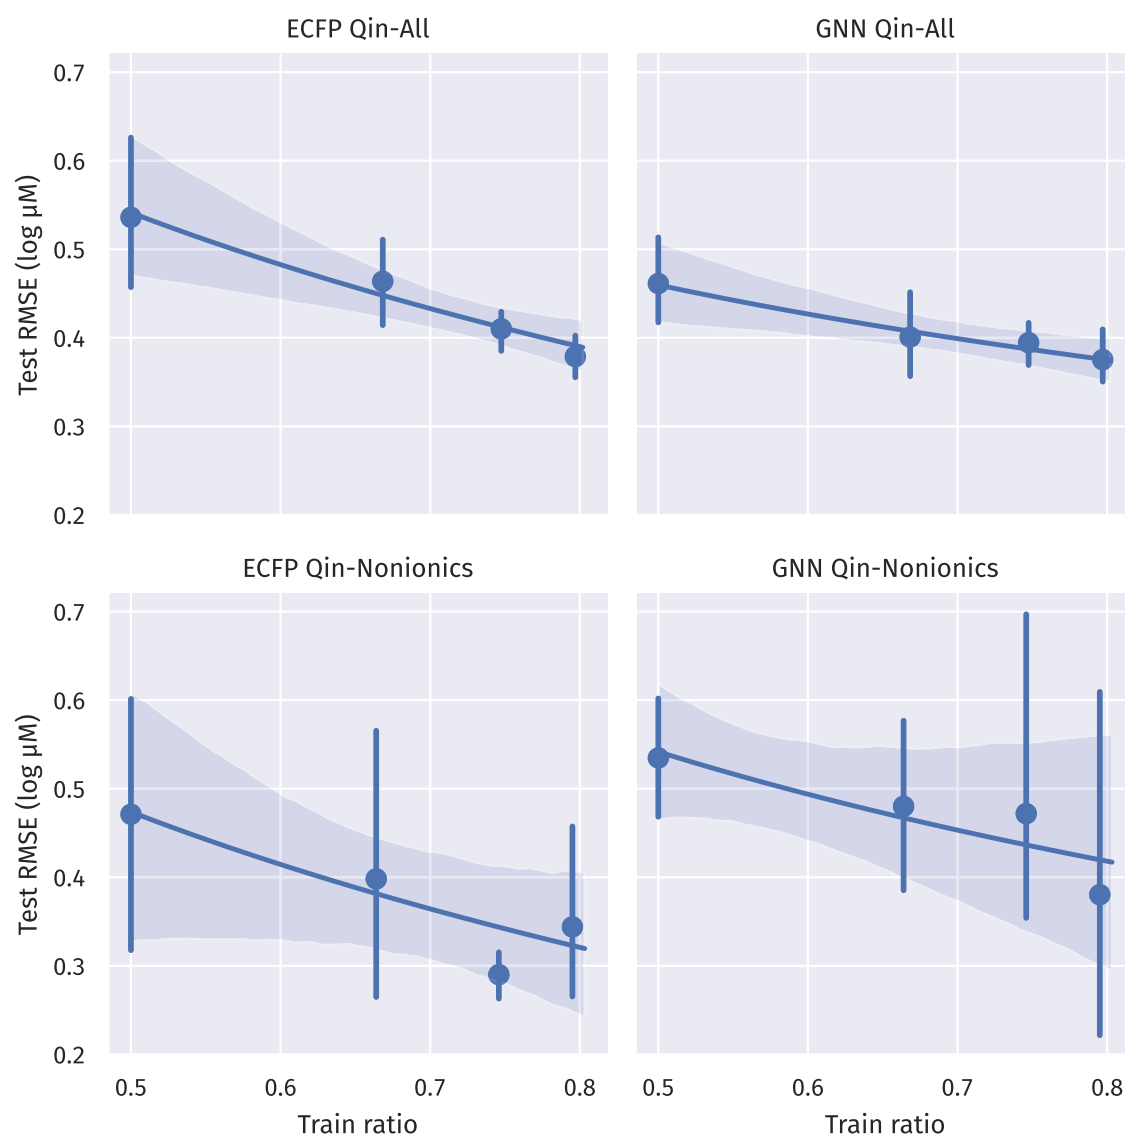 ECFP Qin-All
GNN Qin-All
Test RMSE (log µM)
0.7
0.6
0.5
0.4
0.3
0.2
ECFP Qin-Nonionics
GNN Qin-Nonionics
Test RMSE (log µM)
0.7
0.6
0.5
0.4
0.3
0.2
0.5 0.6 0.7 0.8
0.5 0.6 0.7 0.8
Train ratio
Train ratio